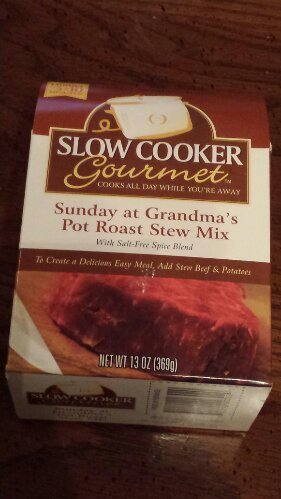 SLOW COOKER
Gourmet™
COOKS ALL DAY WHILE YOU'RE AWAY
Sunday at Grandma's
Pot Roast Stew Mix
With Salt-Free Spice Blend
To Create a Delicious Easy Meal, Add Stew Beef & Potatoes
NET WT 13 OZ (369g)
SLOW COOKER